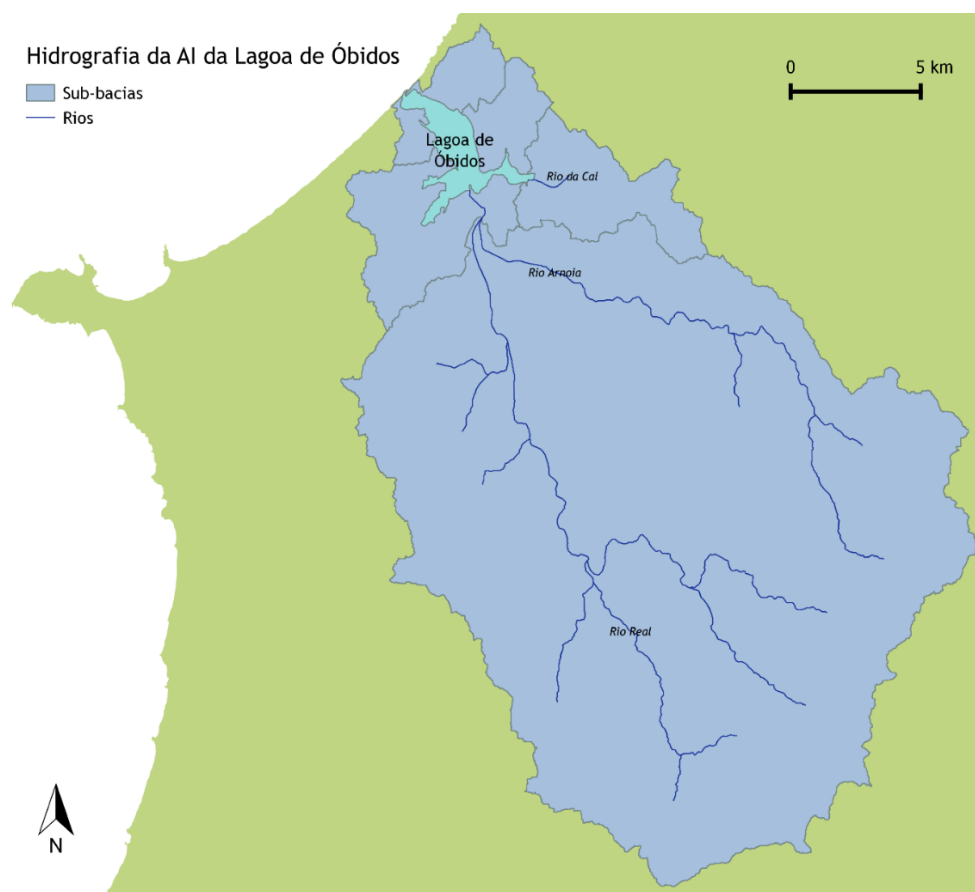 Hidrografia da AI da Lagoa de Óbidos
Sub-bacias
Rios
0 5 km
Lagoa de
Óbidos
Rio da Cal
Rio Arnoia
Rio Real
N